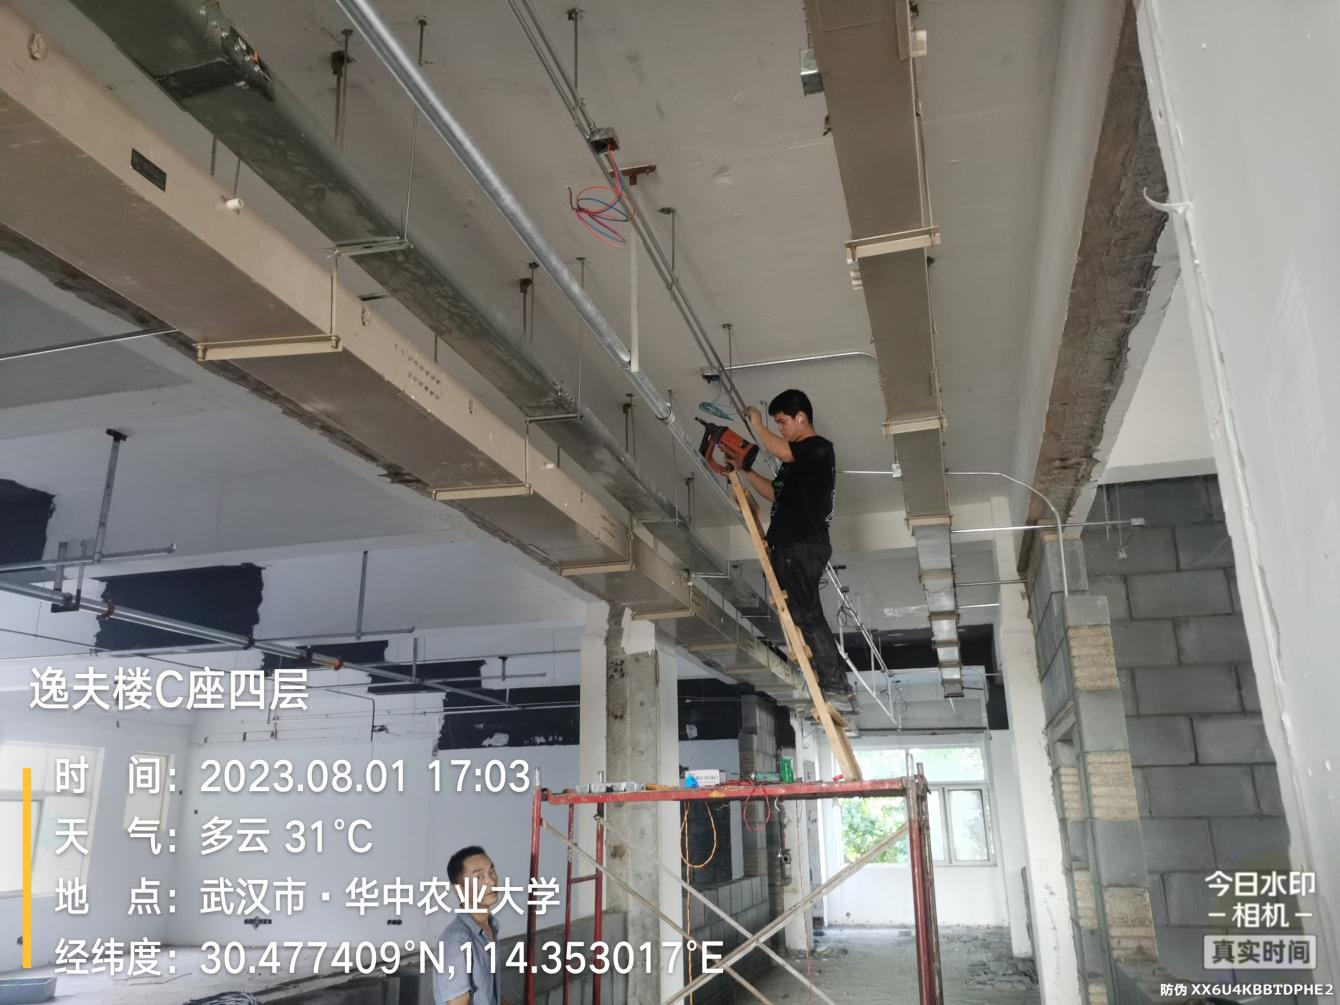 逸夫楼C座四层
时 间：2023.08.01 17:03
天 气：多云 31℃
地 点：武汉市·华中农业大学
经纬度：30.477409°N,114.353017°E
今日水印
-相机-
真实时间
防伪 XX6U4KBBTDPHE2